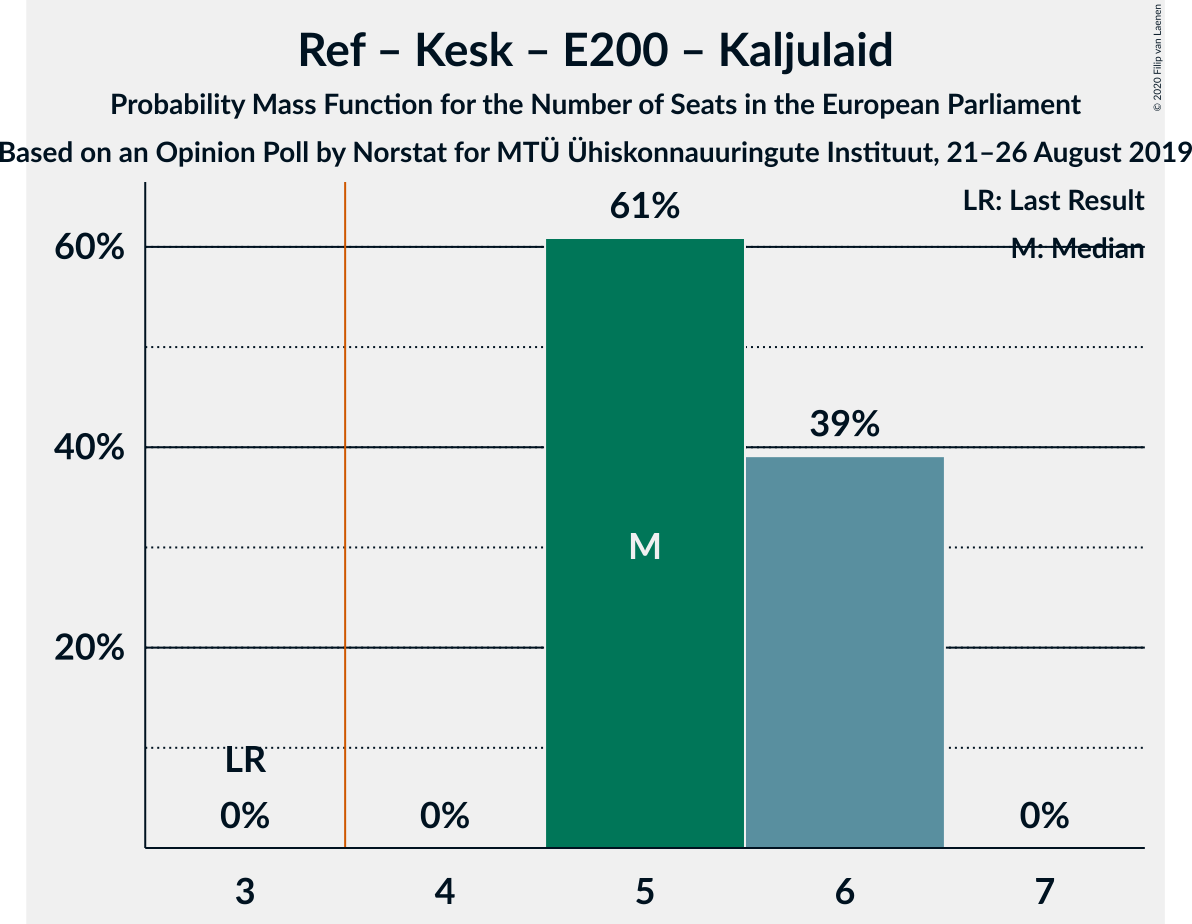 Ref – Kesk – E200 – Kaljulaid
Probability Mass Function for the Number of Seats in the European Parliament
Based on an Opinion Poll by Norstat for MTÜ Ühiskonnauuringute Instituut, 21–26 August 2019
© 2020 Filip van Laenen
LR: Last Result
M: Median
61%
60%
39%
40%
M
20%
LR
0%
0%
0%
3
4
5
6
7